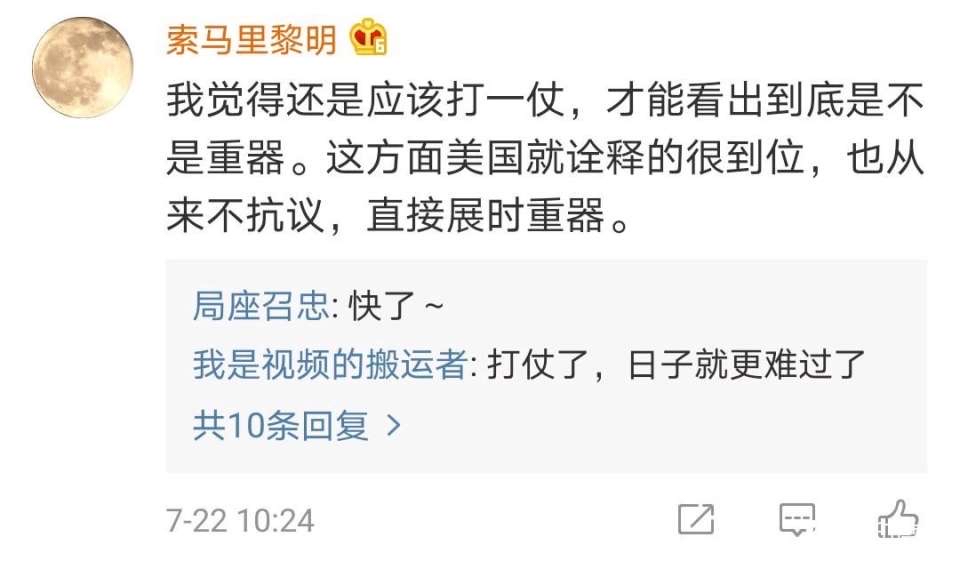 索马里黎明
6
我觉得还是应该打一仗，才能看出到底是不
是重器。这方面美国就诠释的很到位，也从
来不抗议，直接展时重器。
局座召忠: 快了~
我是视频的搬运者: 打仗了，日子就更难过了
共10条回复 >
7-22 10:24